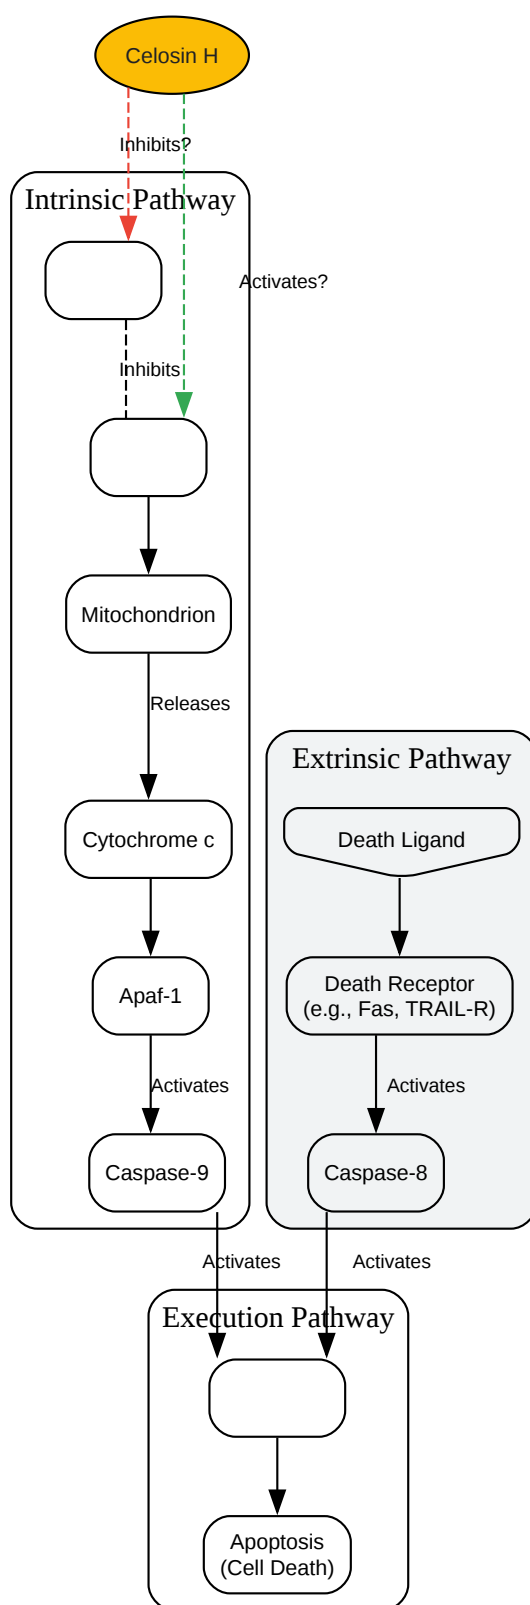 Celosin H
Inhibits?
Intrinsic Pathway
Activates?
Inhibits
Mitochondrion
Releases
Extrinsic Pathway
Cytochrome c
Death Ligand
Apaf-1
Death Receptor
(e.g., Fas, TRAIL-R)
Activates
Activates
Caspase-9
Caspase-8
Activates
Activates
Execution Pathway
Apoptosis
(Cell Death)